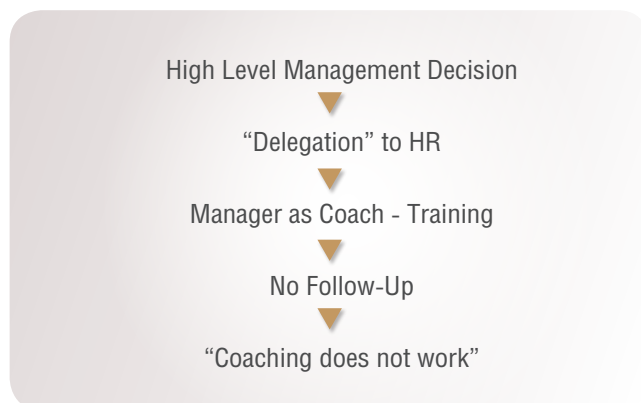 High Level Management Decision
“Delegation” to HR
Manager as Coach - Training
No Follow-Up
“Coaching does not work”